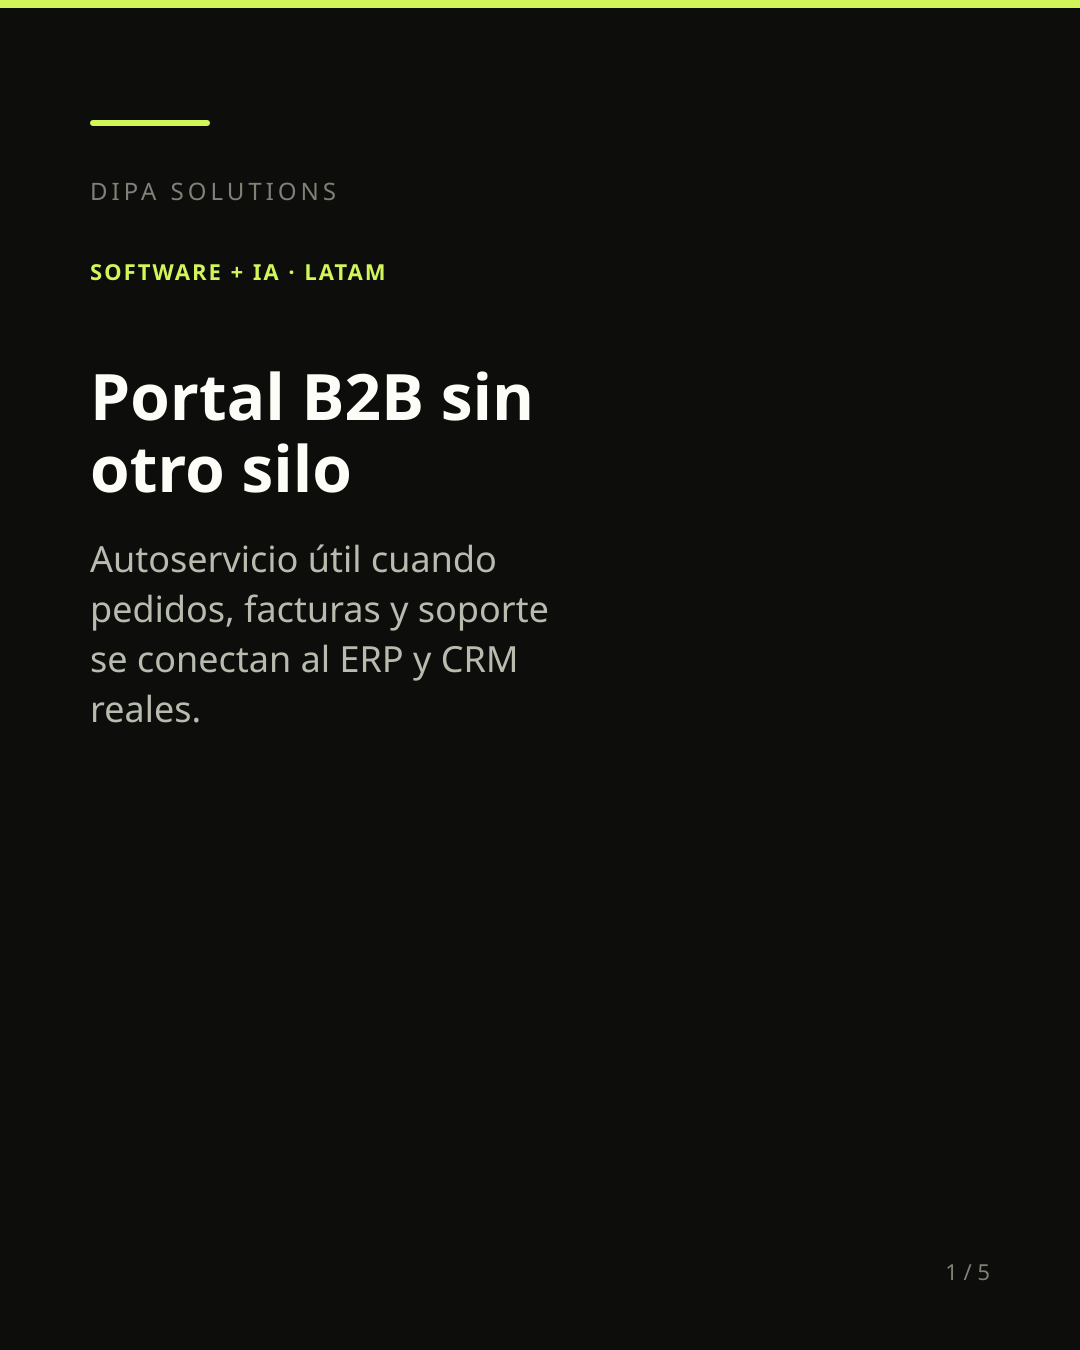 DIPA SOLUTIONS
SOFTWARE + IA · LATAM
Portal B2B sin
otro silo
Autoservicio útil cuando
pedidos, facturas y soporte
se conectan al ERP y CRM
reales.
1 / 5